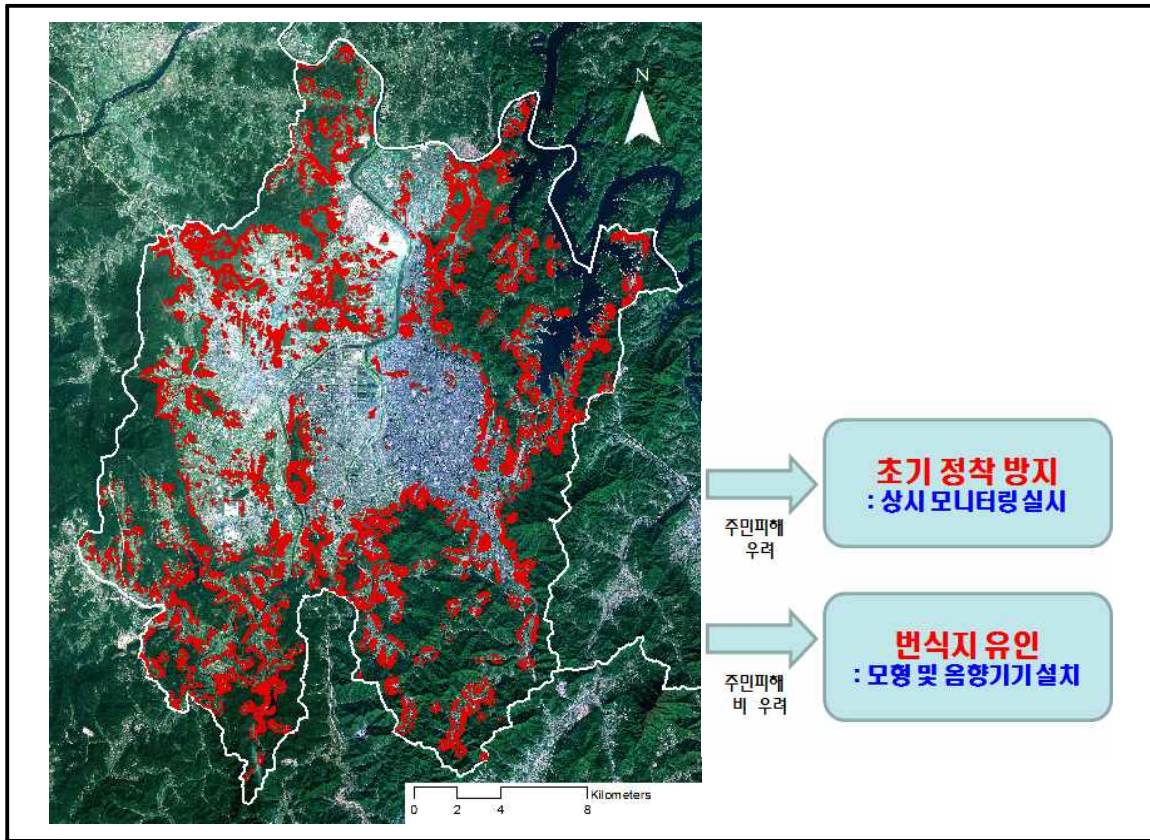 N
초기 정착 방지
: 상시 모니터링 실시
주민피해
우려
번식지 유인
: 모형 및 음향기기 설치
주민피해
비 우려
Kilometers
0 2 4 8